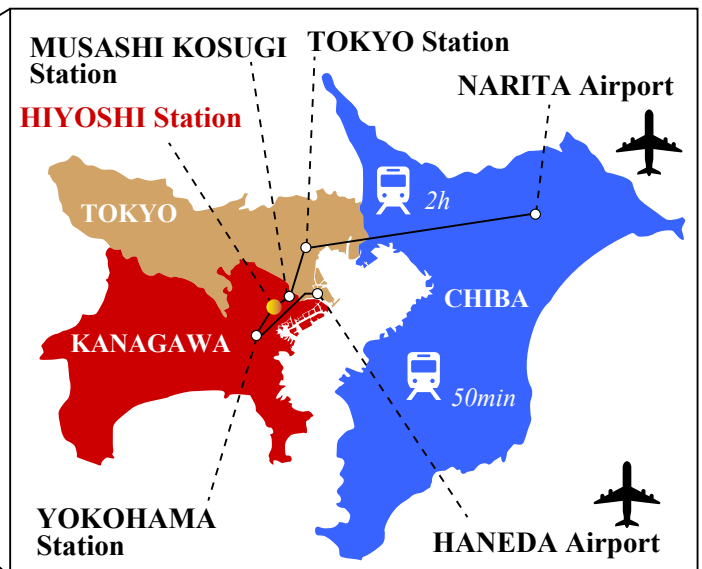 MUSASHI KOSUGI
Station
TOKYO Station
NARITA Airport
HIYOSHI Station
2h
TOKYO
CHIBA
KANAGAWA
50min
YOKOHAMA
Station
HANEDA Airport